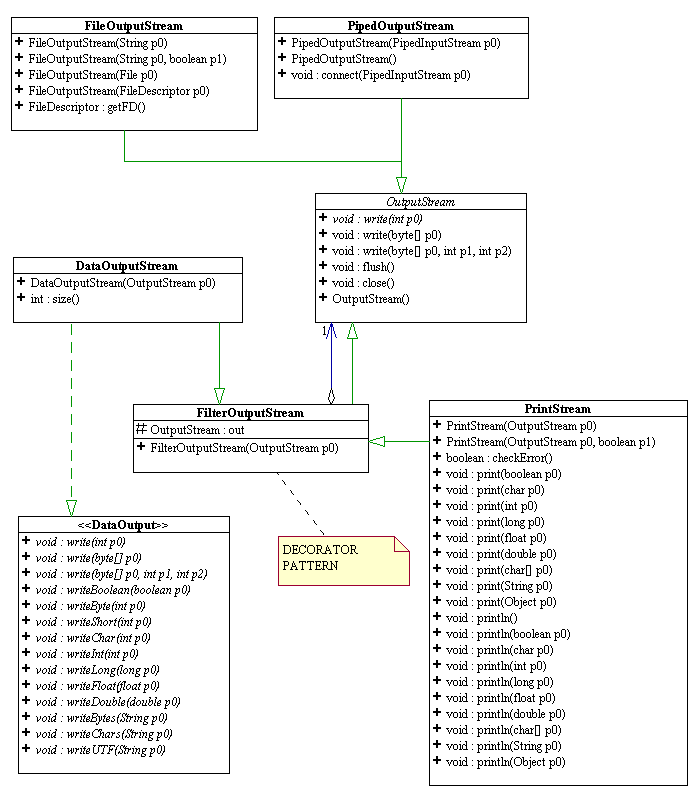 FileOutputStream
+ FileOutputStream(String p0)
+ FileOutputStream(String p0, boolean p1)
+ FileOutputStream(File p0)
+ FileOutputStream(FileDescriptor p0)
+ FileDescriptor : getFD()
PipedOutputStream
+ PipedOutputStream(PipedInputStream p0)
+ PipedOutputStream()
+ void : connect(PipedInputStream p0)
OutputStream
+ void : write(int p0)
+ void : write(byte[] p0)
+ void : write(byte[] p0, int p1, int p2)
+ void : flush()
+ void : close()
+ OutputStream()
DataOutputStream
+ DataOutputStream(OutputStream p0)
+ int : size()
1
FilterOutputStream
# OutputStream : out
+ FilterOutputStream(OutputStream p0)
PrintStream
+ PrintStream(OutputStream p0)
+ PrintStream(OutputStream p0, boolean p1)
+ boolean : checkError()
+ void : print(boolean p0)
+ void : print(char p0)
+ void : print(int p0)
+ void : print(long p0)
+ void : print(float p0)
+ void : print(double p0)
+ void : print(char[] p0)
+ void : print(String p0)
+ void : print(Object p0)
+ void : println()
+ void : println(boolean p0)
+ void : println(char p0)
+ void : println(int p0)
+ void : println(long p0)
+ void : println(float p0)
+ void : println(double p0)
+ void : println(char[] p0)
+ void : println(String p0)
+ void : println(Object p0)
<<DataOutput>>
+ void : write(int p0)
+ void : write(byte[] p0)
+ void : write(byte[] p0, int p1, int p2)
+ void : writeBoolean(boolean p0)
+ void : writeByte(int p0)
+ void : writeShort(int p0)
+ void : writeChar(int p0)
+ void : writeInt(int p0)
+ void : writeLong(long p0)
+ void : writeFloat(float p0)
+ void : writeDouble(double p0)
+ void : writeBytes(String p0)
+ void : writeChars(String p0)
+ void : writeUTF(String p0)
DECORATOR
PATTERN